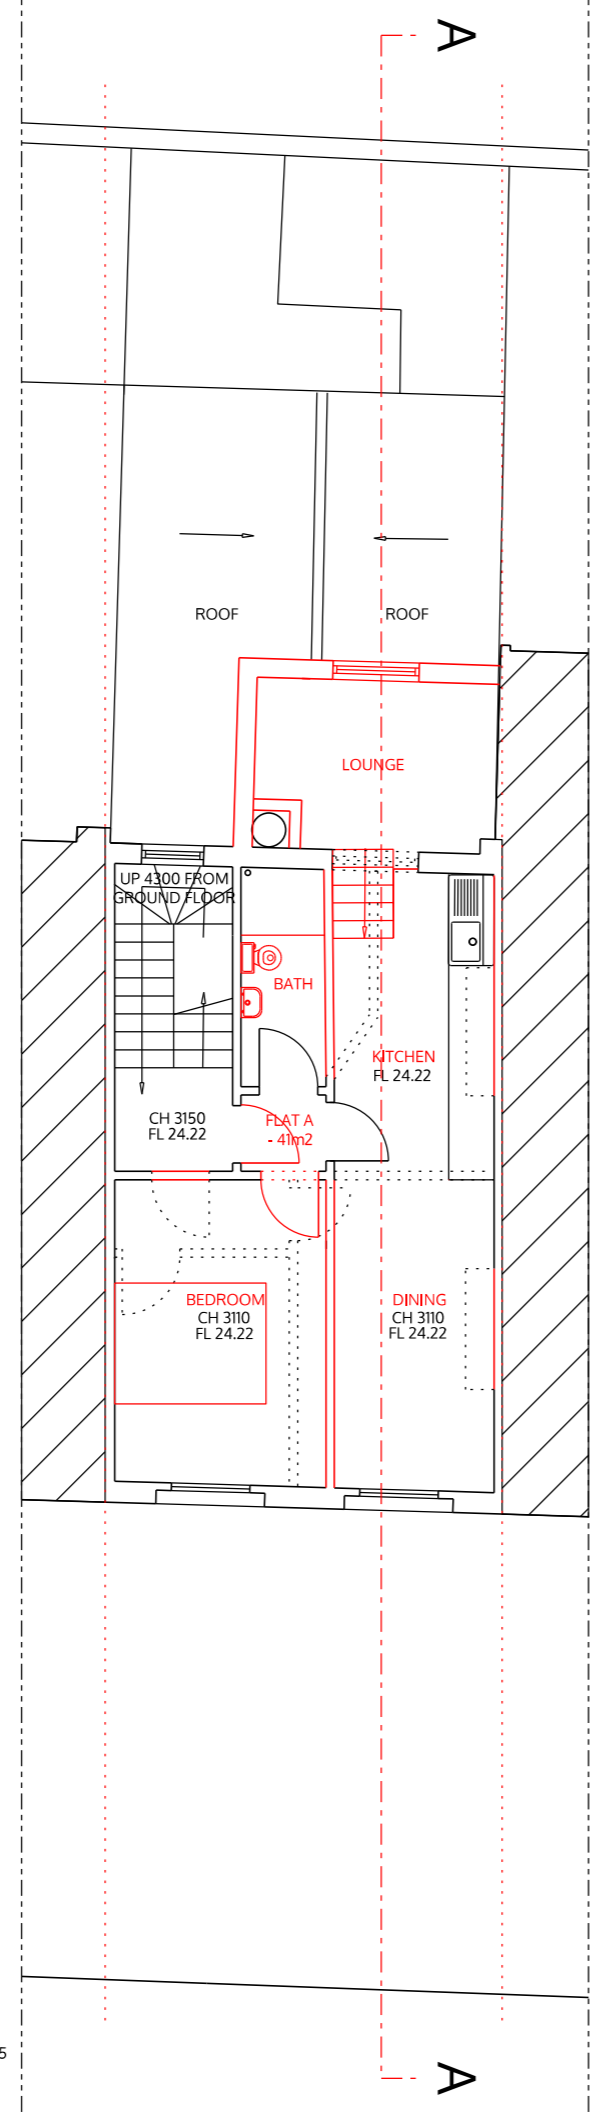 A
ROOF
ROOF
LOUNGE
UP 4300 FROM
GROUND FLOOR
BATH
KITCHEN
FL 24.22
CH 3150
FL 24.22
FLAT A
- 41m2
BEDROOM
CH 3110
FL 24.22
DINING
CH 3110
FL 24.22
5
A